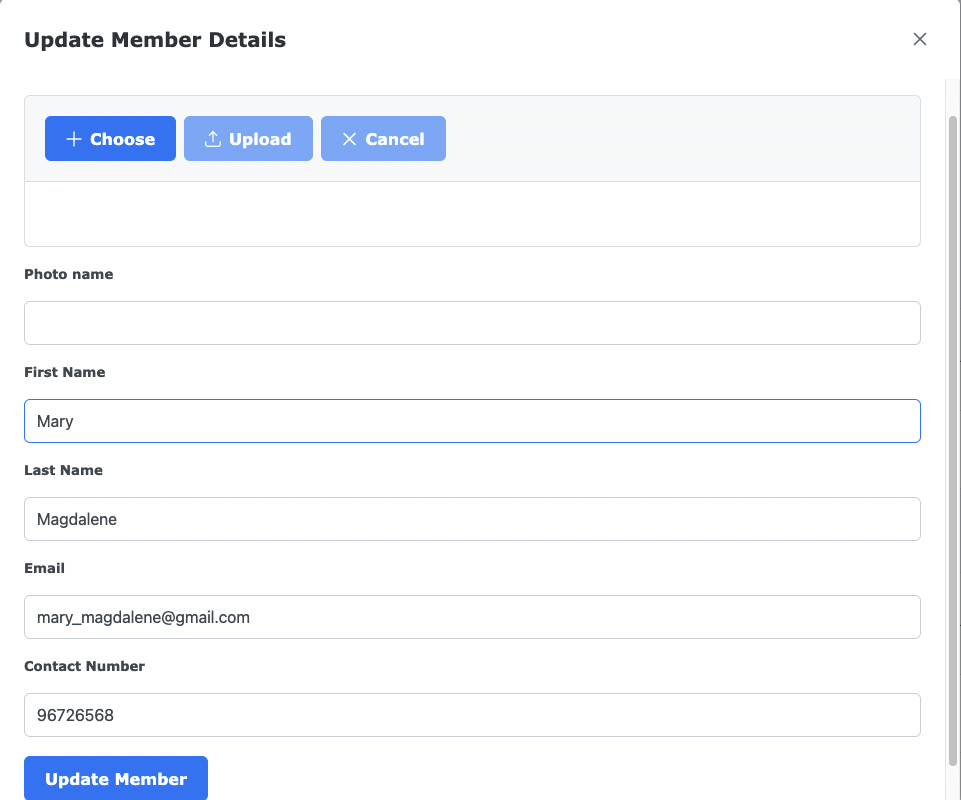 Update Member Details
Choose Upload Cancel
Photo name
First Name
Mary
Last Name
Magdalene
Email
mary_magdalene@gmail.com
Contact Number
96726568
Update Member